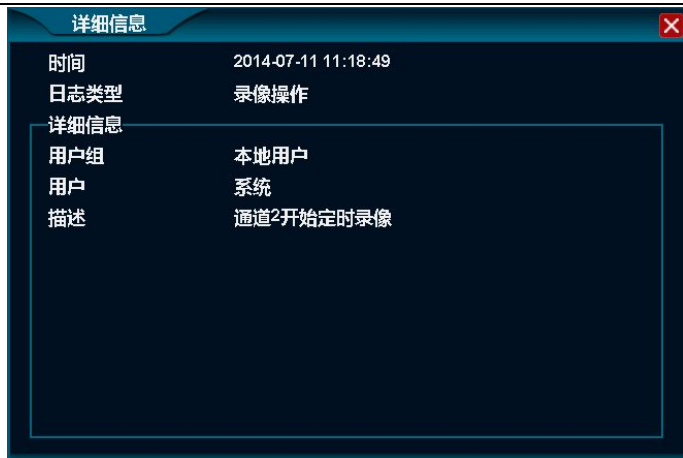 详细信息
时间 2014-07-11 11:18:49
日志类型 录像操作
详细信息
用户组 本地用户
用户 系统
描述 通道2开始定时录像